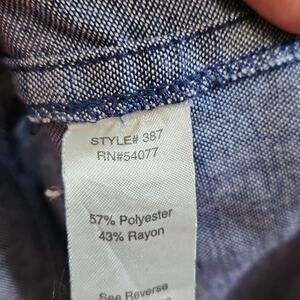 STYLE# 387
RN#54077
57% Polyester
43% Rayon
See Reverse